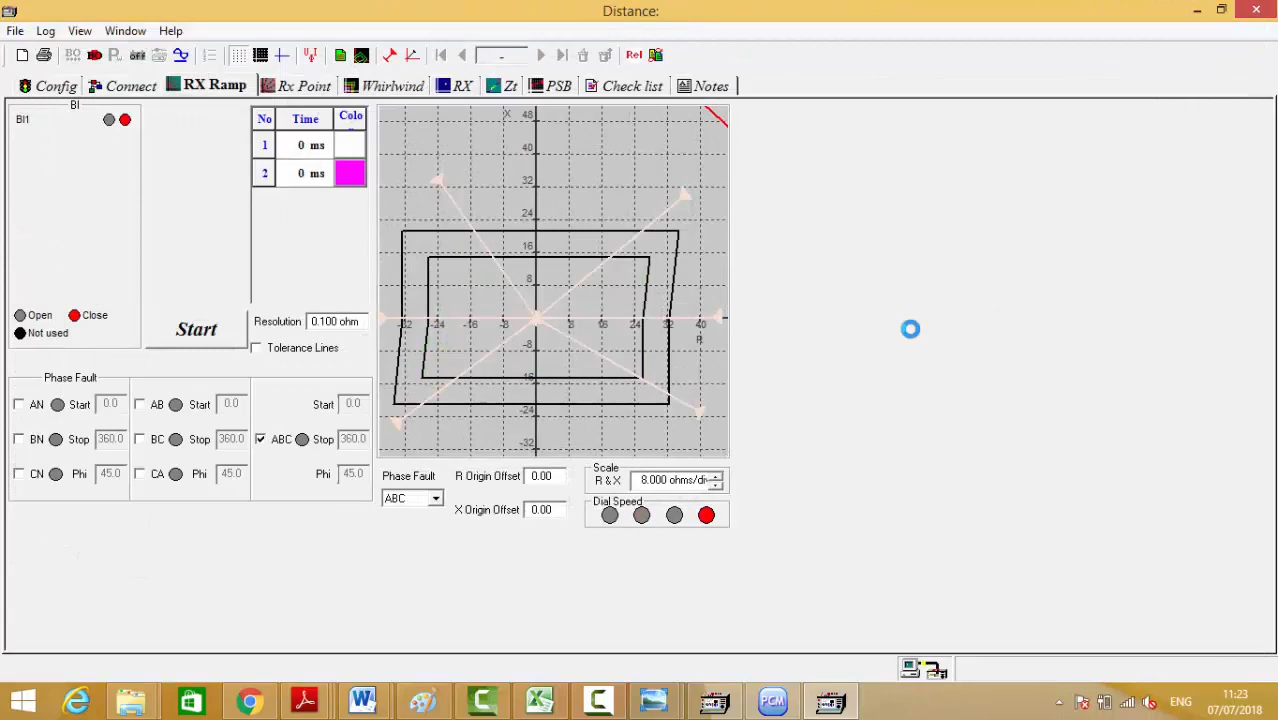 Distance:
File Log View Window Help
- Rel
Config Connect RX Ramp Rx Point Whirlwind RX Zt PSB Check list Notes
BI
BI1
Open Close
Not used
Start
No Time Colo
1 0 ms
2 0 ms
Resolution 0.100 ohm
Tolerance Lines
X
48
40
32
24
16
8
-32 -24 -16 -8 8 16 24 32 40
R
-8
-16
-24
-32
Phase Fault
AN Start 0.0 AB Start 0.0 Start 0.0
BN Stop 360.0 BC Stop 360.0 ABC Stop 360.0
CN Phi 45.0 CA Phi 45.0 Phi 45.0
Phase Fault
ABC
R Origin Offset 0.00
X Origin Offset 0.00
Scale
R & X 8.000 ohms/di
Dial Speed
PCM
ENG
11:23
07/07/2018